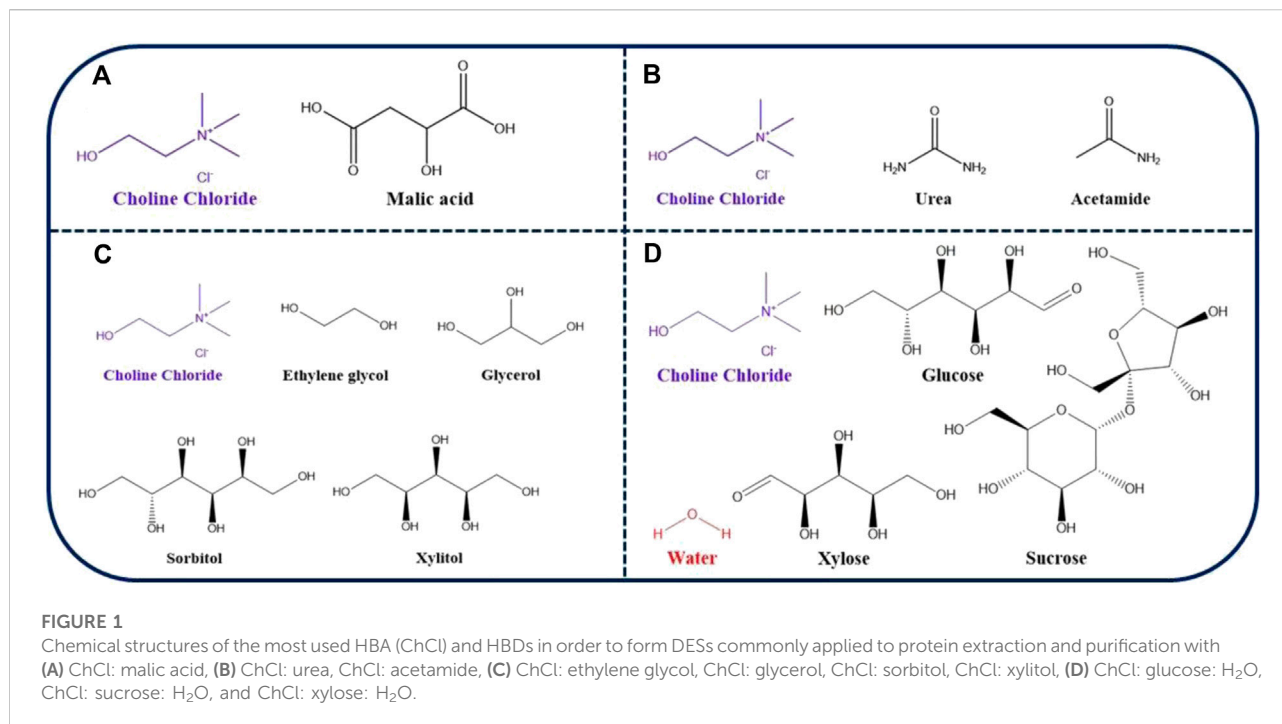 A
HO
N+
Cl-
Choline Chloride
HO
O
O
OH
OH
Malic acid
B
HO
N+
Cl-
Choline Chloride
O
H₂N
NH₂
Urea
O
NH₂
Acetamide
C
HO
N+
Cl-
Choline Chloride
HO
OH
Ethylene glycol
OH
HO
OH
Glycerol
OH
OH
HO
OH
OH
OH
Sorbitol
OH
HO
OH
OH
OH
Xylitol
D
HO
N+
Cl-
Choline Chloride
OH
OH
HO
O
OH
OH
Glucose
HO
O
OH
HO
OH
O
HO
O
HO
OH
OH
Sucrose
O
H
H
Water
OH
O
OH
OH
OH
Xylose
FIGURE 1
Chemical structures of the most used HBA (ChCl) and HBDs in order to form DESs commonly applied to protein extraction and purification with
(A) ChCl: malic acid, (B) ChCl: urea, ChCl: acetamide, (C) ChCl: ethylene glycol, ChCl: glycerol, ChCl: sorbitol, ChCl: xylitol, (D) ChCl: glucose: H₂O,
ChCl: sucrose: H₂O, and ChCl: xylose: H₂O.